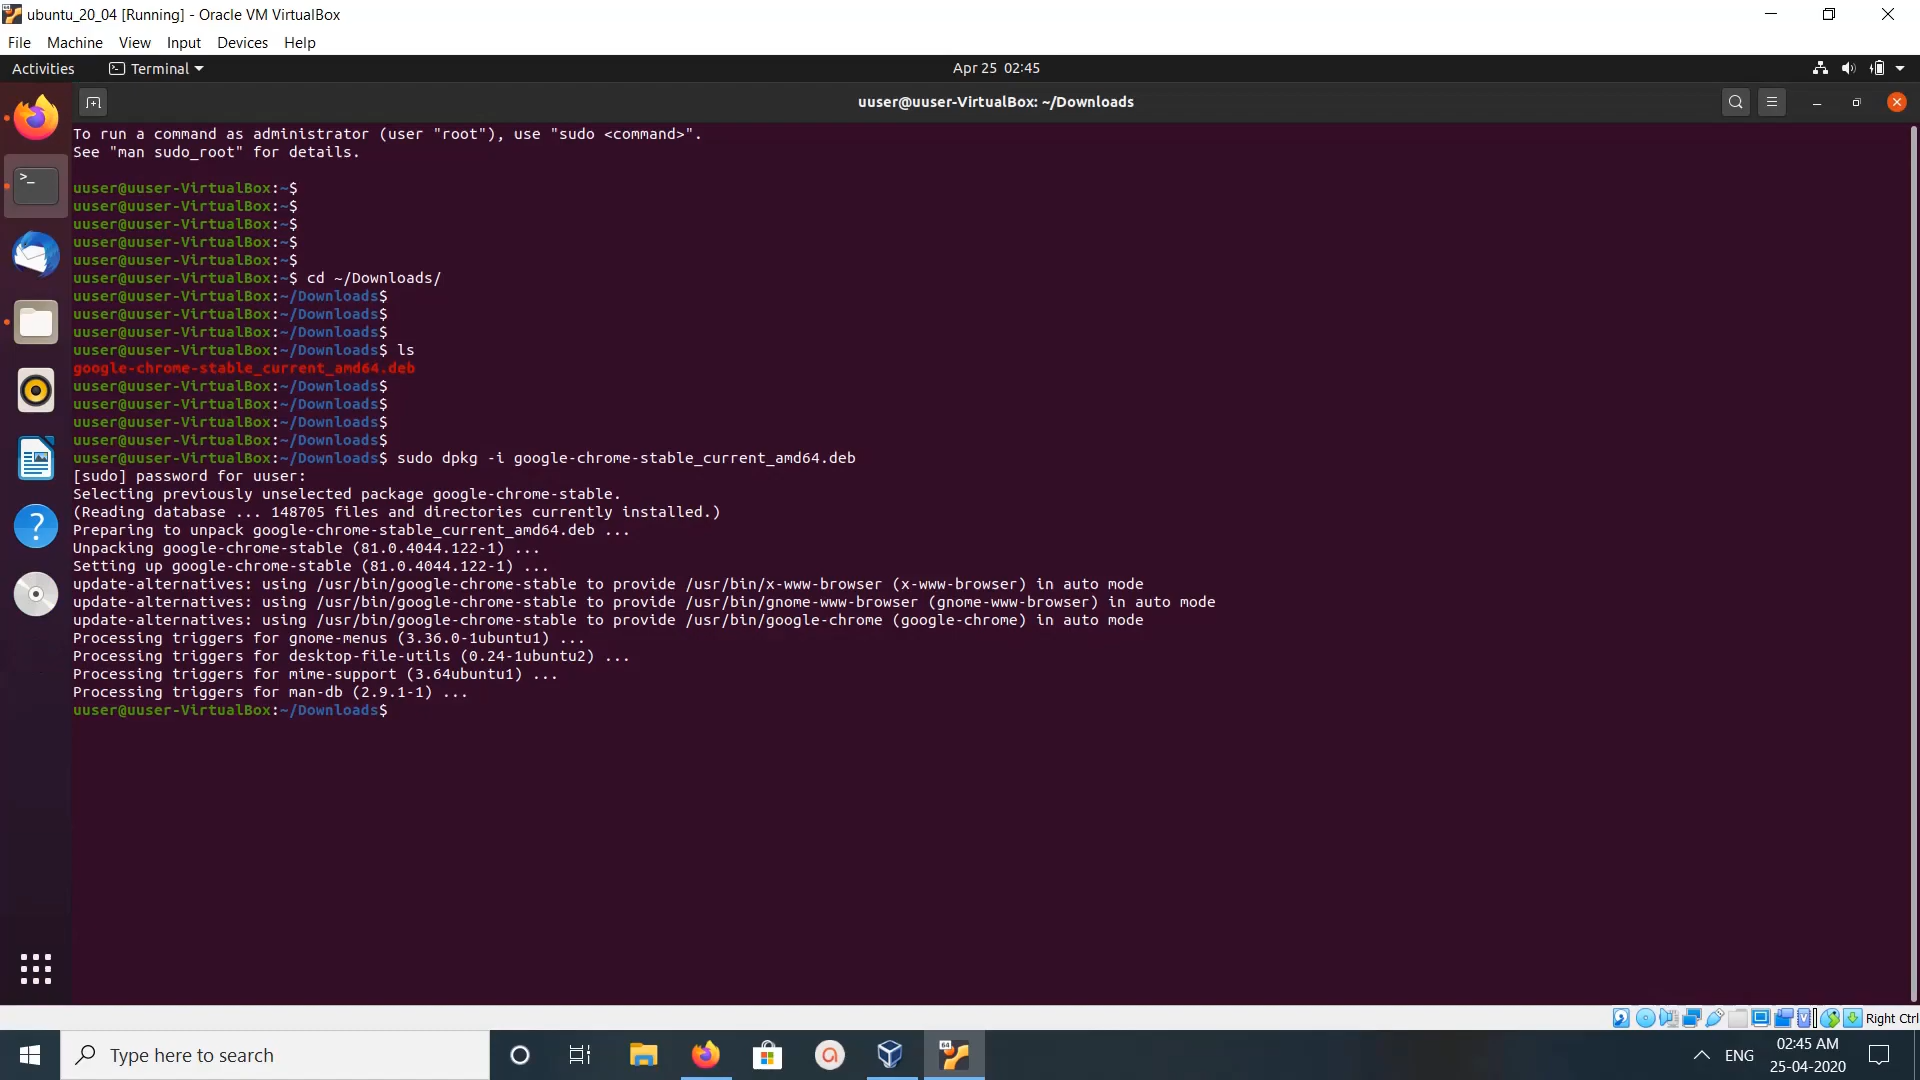 ubuntu_20_04 [Running] - Oracle VM VirtualBox
File Machine View Input Devices Help
Activities Terminal Apr 25 02:45
uuser@uuser-VirtualBox: ~/Downloads
To run a command as administrator (user "root"), use "sudo <command>".
See "man sudo_root" for details.
uuser@uuser-VirtualBox:~$
uuser@uuser-VirtualBox:~$
uuser@uuser-VirtualBox:~$
uuser@uuser-VirtualBox:~$
uuser@uuser-VirtualBox:~$
uuser@uuser-VirtualBox:~$ cd ~/Downloads/
uuser@uuser-VirtualBox:~/Downloads$
uuser@uuser-VirtualBox:~/Downloads$
uuser@uuser-VirtualBox:~/Downloads$
uuser@uuser-VirtualBox:~/Downloads$ ls
google-chrome-stable_current_amd64.deb
uuser@uuser-VirtualBox:~/Downloads$
uuser@uuser-VirtualBox:~/Downloads$
uuser@uuser-VirtualBox:~/Downloads$
uuser@uuser-VirtualBox:~/Downloads$
uuser@uuser-VirtualBox:~/Downloads$ sudo dpkg -i google-chrome-stable_current_amd64.deb
[sudo] password for uuser:
Selecting previously unselected package google-chrome-stable.
(Reading database ... 148705 files and directories currently installed.)
Preparing to unpack google-chrome-stable_current_amd64.deb ...
Unpacking google-chrome-stable (81.0.4044.122-1) ...
Setting up google-chrome-stable (81.0.4044.122-1) ...
update-alternatives: using /usr/bin/google-chrome-stable to provide /usr/bin/x-www-browser (x-www-browser) in auto mode
update-alternatives: using /usr/bin/google-chrome-stable to provide /usr/bin/gnome-www-browser (gnome-www-browser) in auto mode
update-alternatives: using /usr/bin/google-chrome-stable to provide /usr/bin/google-chrome (google-chrome) in auto mode
Processing triggers for gnome-menus (3.36.0-1ubuntu1) ...
Processing triggers for desktop-file-utils (0.24-1ubuntu2) ...
Processing triggers for mime-support (3.64ubuntu1) ...
Processing triggers for man-db (2.9.1-1) ...
uuser@uuser-VirtualBox:~/Downloads$
Right Ctrl
Type here to search
64
ENG
02:45 AM
25-04-2020